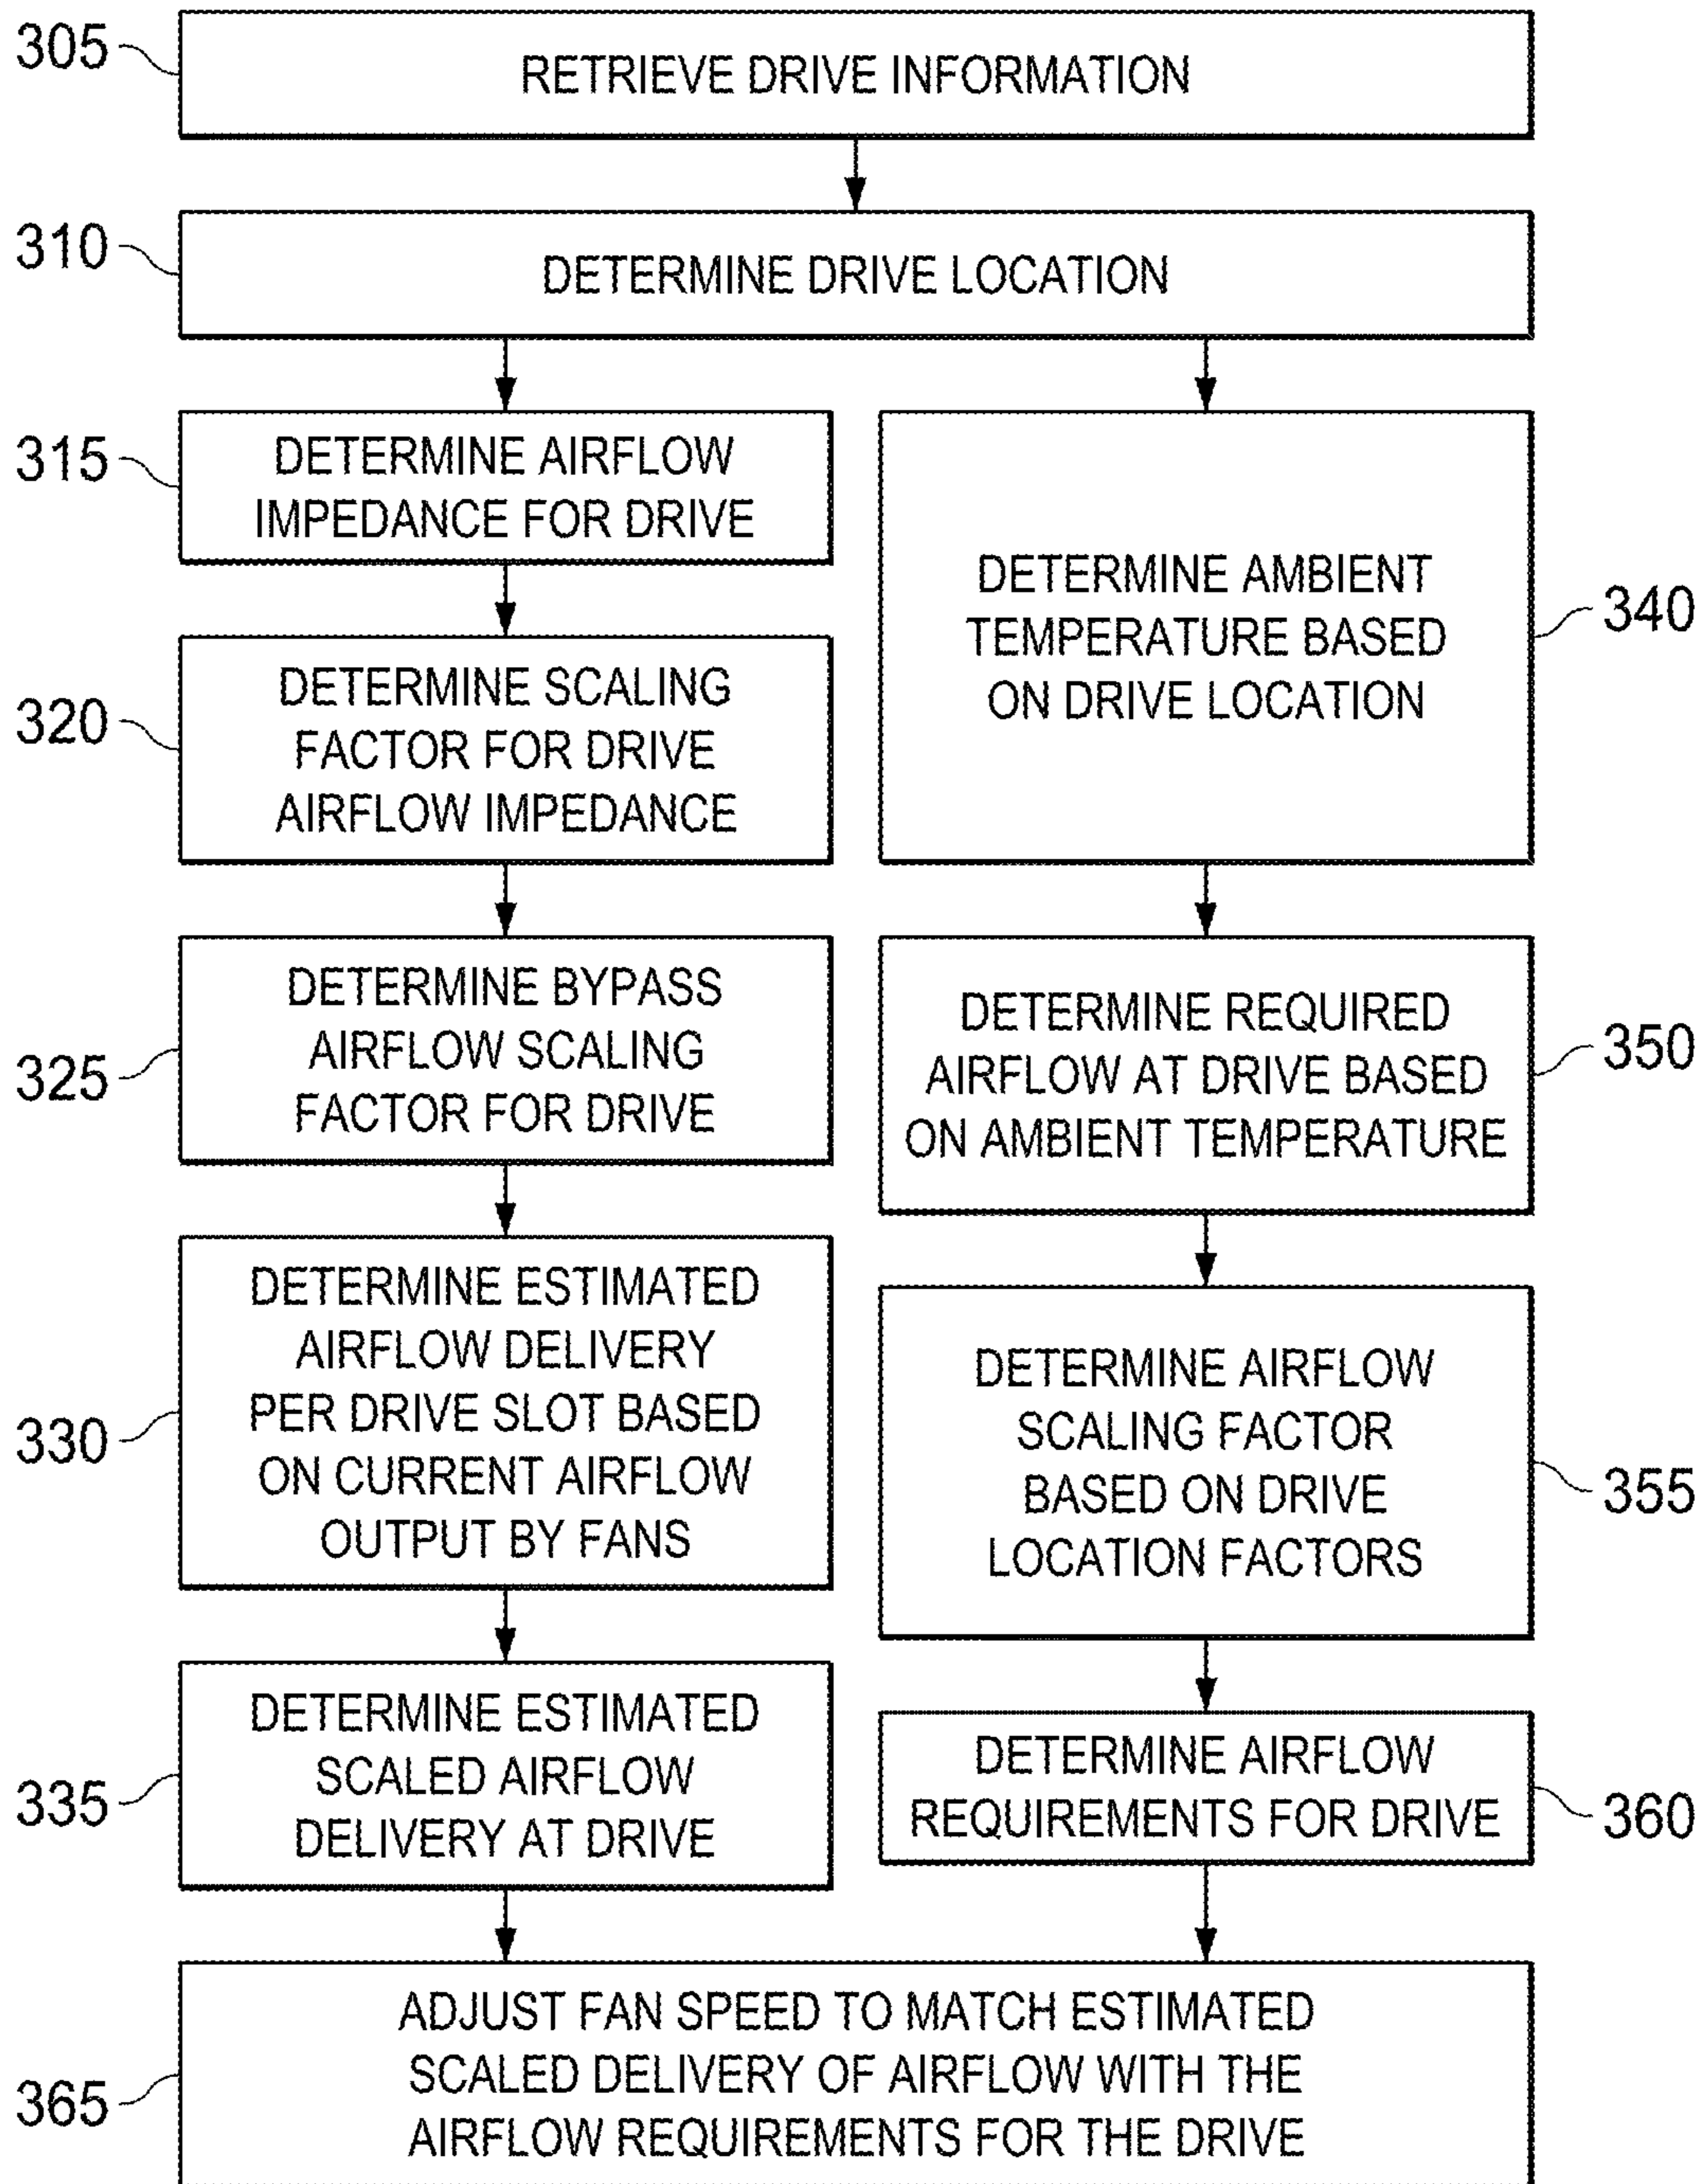 305
RETRIEVE DRIVE INFORMATION
310
DETERMINE DRIVE LOCATION
315
DETERMINE AIRFLOW
IMPEDANCE FOR DRIVE
320
DETERMINE SCALING
FACTOR FOR DRIVE
AIRFLOW IMPEDANCE
325
DETERMINE BYPASS
AIRFLOW SCALING
FACTOR FOR DRIVE
330
DETERMINE ESTIMATED
AIRFLOW DELIVERY
PER DRIVE SLOT BASED
ON CURRENT AIRFLOW
OUTPUT BY FANS
335
DETERMINE ESTIMATED
SCALED AIRFLOW
DELIVERY AT DRIVE
DETERMINE AMBIENT
TEMPERATURE BASED
ON DRIVE LOCATION
340
DETERMINE REQUIRED
AIRFLOW AT DRIVE BASED
ON AMBIENT TEMPERATURE
350
DETERMINE AIRFLOW
SCALING FACTOR
BASED ON DRIVE
LOCATION FACTORS
355
DETERMINE AIRFLOW
REQUIREMENTS FOR DRIVE
360
365
ADJUST FAN SPEED TO MATCH ESTIMATED
SCALED DELIVERY OF AIRFLOW WITH THE
AIRFLOW REQUIREMENTS FOR THE DRIVE